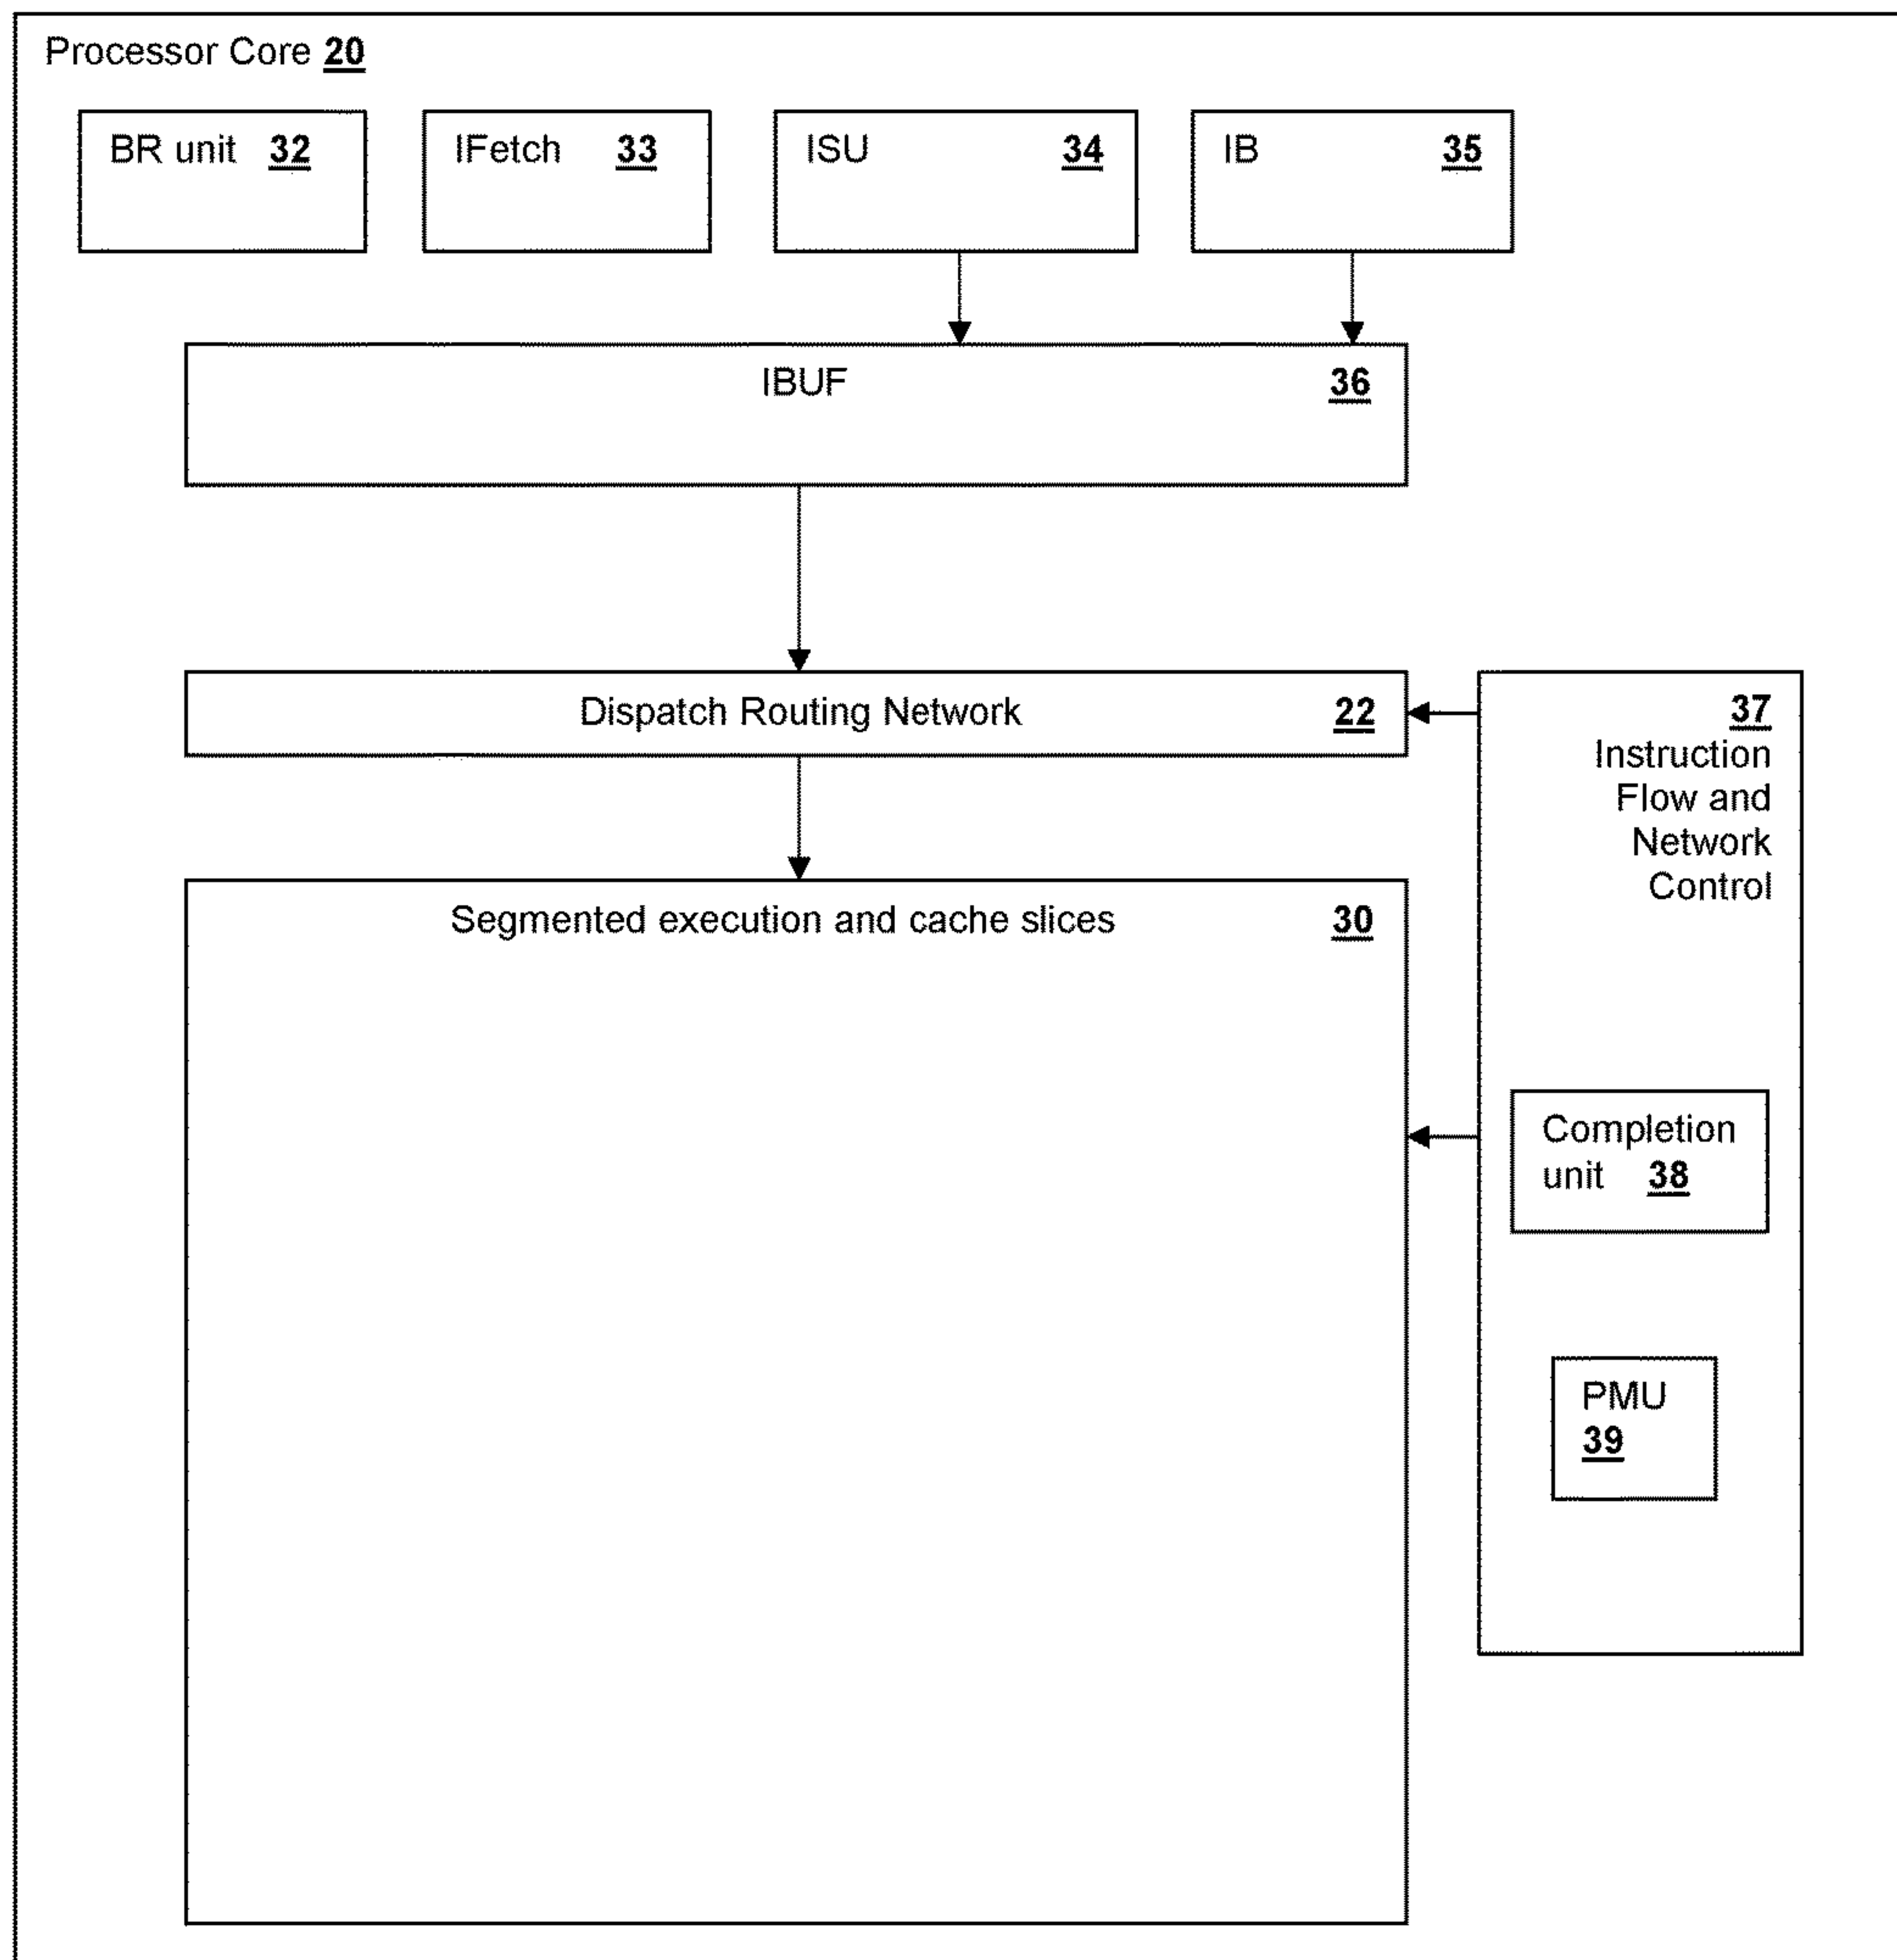 Processor Core 20
BR unit 32
IFetch 33
ISU 34
IB 35
IBUF 36
Dispatch Routing Network 22
37
Instruction
Flow and
Network
Control
Segmented execution and cache slices 30
Completion
unit 38
PMU
39